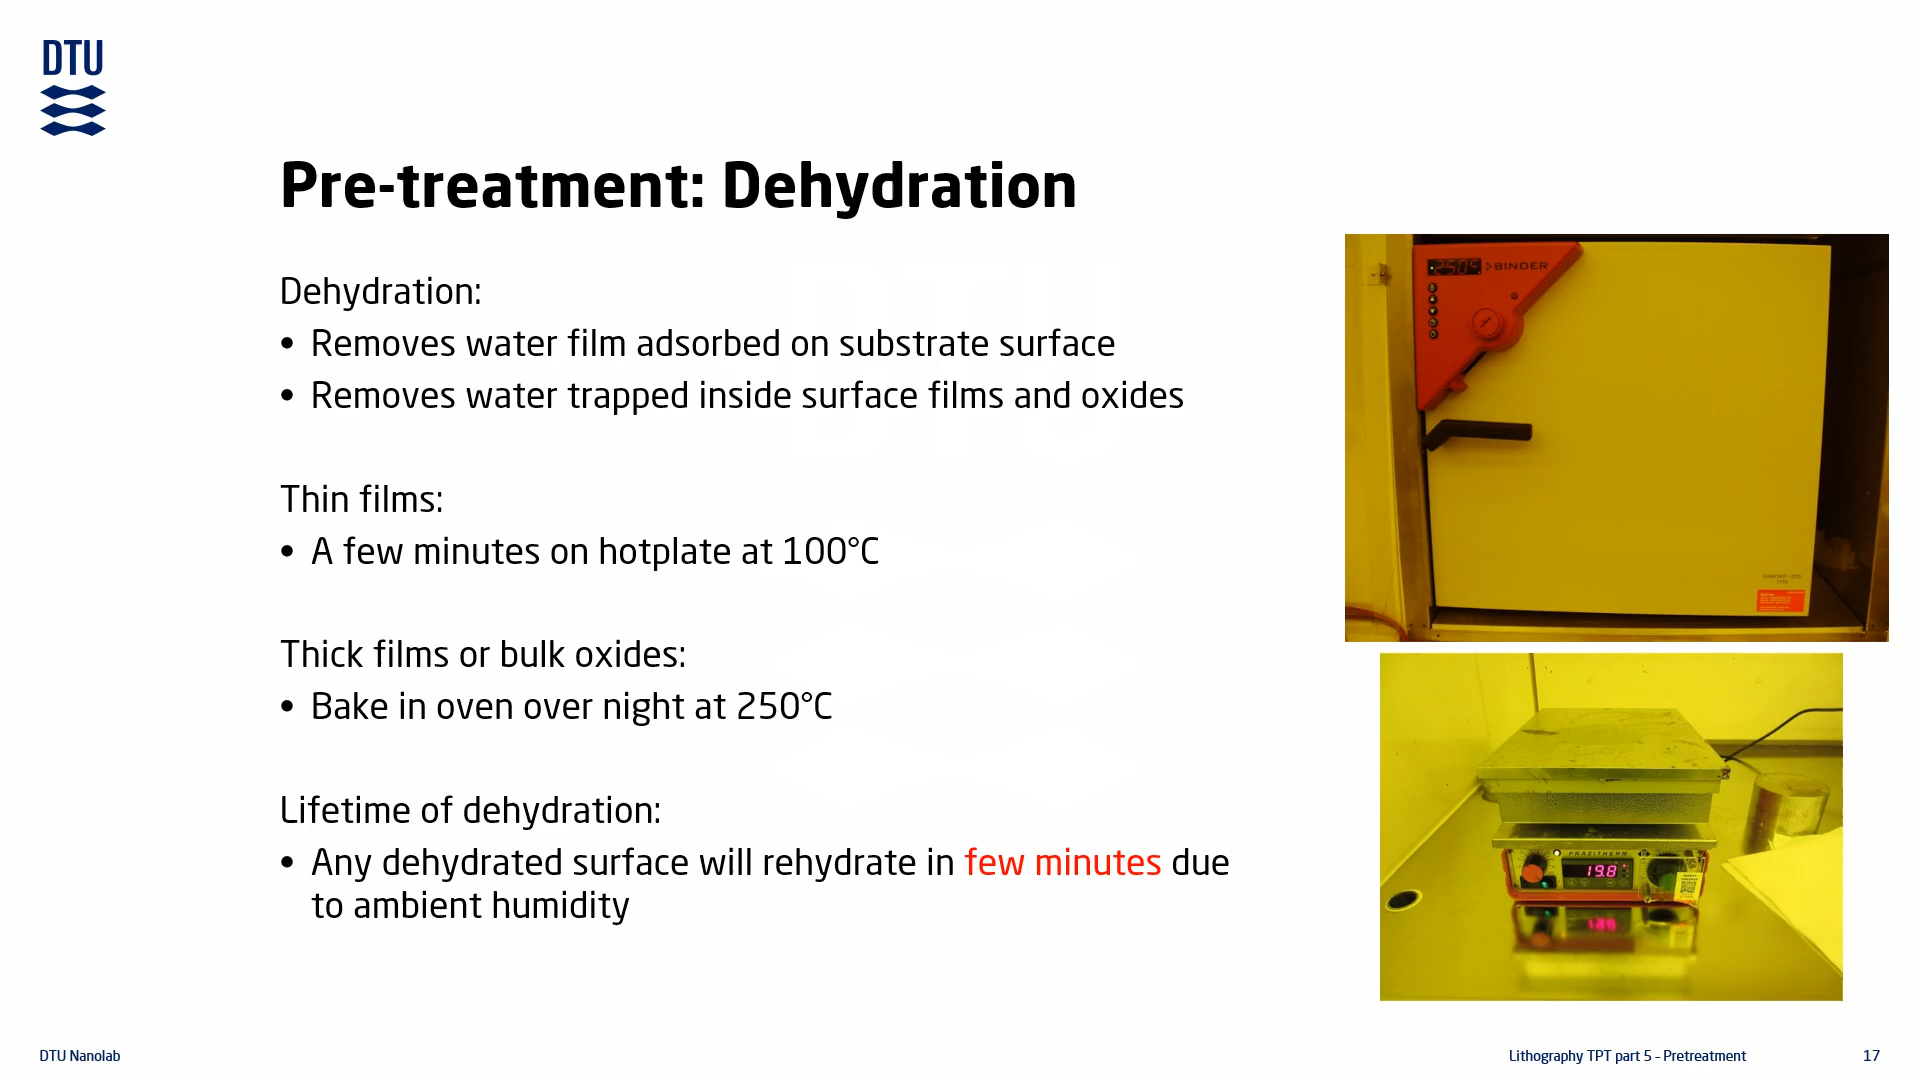 DTU
Pre-treatment: Dehydration
Dehydration:
• Removes water film adsorbed on substrate surface
• Removes water trapped inside surface films and oxides
Thin films:
• A few minutes on hotplate at 100°C
Thick films or bulk oxides:
• Bake in oven over night at 250°C
Lifetime of dehydration:
• Any dehydrated surface will rehydrate in few minutes due
to ambient humidity
BINDER
PRÄZITHERM
19.8
DTU Nanolab
Lithography TPT part 5 – Pretreatment
17